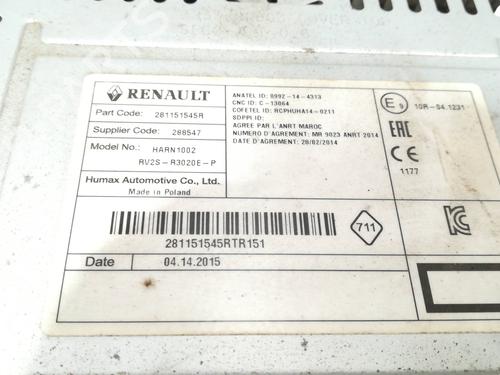 RENAULT
Part Code: 281151545R
Supplier Code: 288547
Model No.: HARN1002
RV2S-R3020E-P
Humax Automotive Co., Ltd.
Made in Poland
ANATEL ID: 0992-14-4313
CNC ID: C-13064
COFETEL ID: RCPHUHA14-0211
SDPPI.ID:
AGREE PAR L'ANRT MAROC
NUMERO D'AGREMENT: MR 9023 ANRT 2014
DATE D'AGREMENT: 28/02/2014
E 9
10R-04.1231
EAC
CE
1177
281151545RTR151
711
Date 04.14.2015